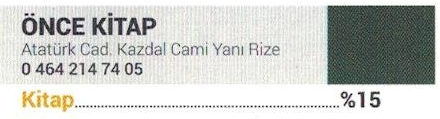 ÖNCE KİTAP
Atatürk Cad. Kazdal Cami Yanı Rize
0 464 214 74 05
Kitap......................................................%15